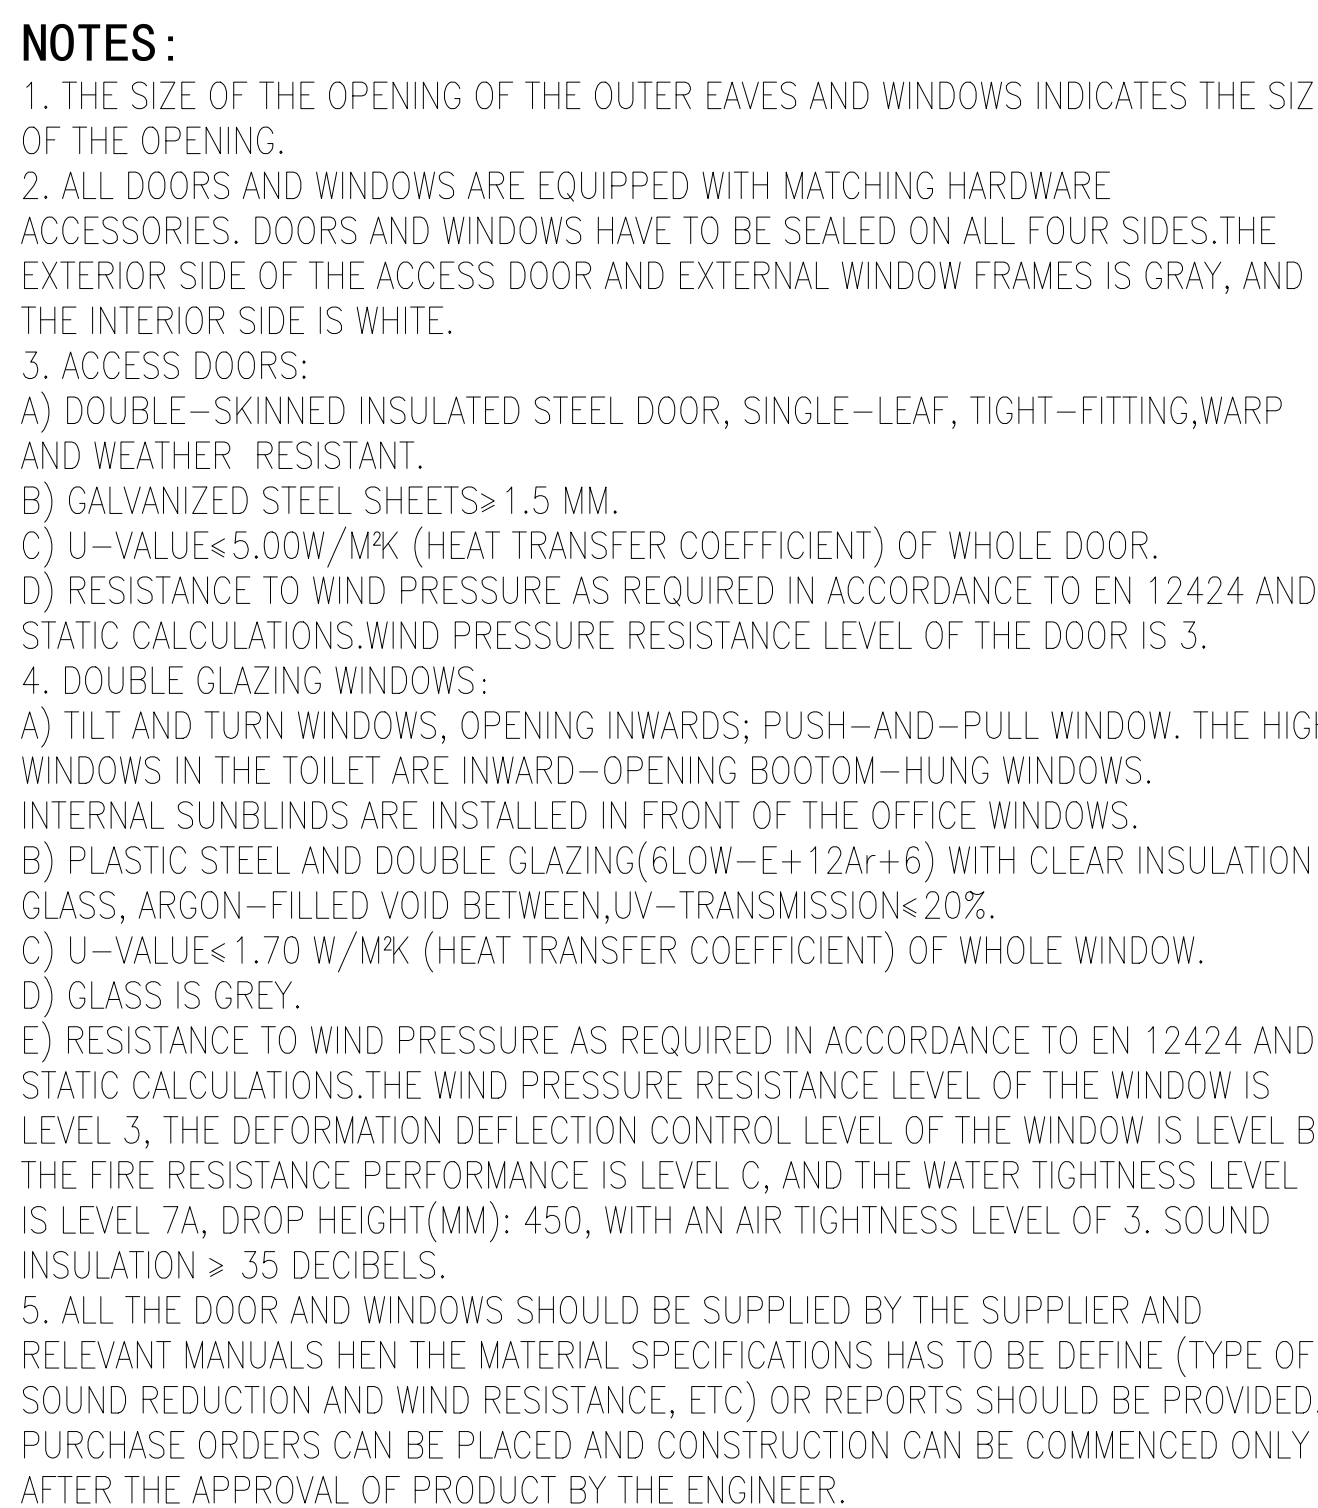 NOTES:
1. THE SIZE OF THE OPENING OF THE OUTER EAVES AND WINDOWS INDICATES THE SIZ
OF THE OPENING.
2. ALL DOORS AND WINDOWS ARE EQUIPPED WITH MATCHING HARDWARE
ACCESSORIES. DOORS AND WINDOWS HAVE TO BE SEALED ON ALL FOUR SIDES.THE
EXTERIOR SIDE OF THE ACCESS DOOR AND EXTERNAL WINDOW FRAMES IS GRAY, AND
THE INTERIOR SIDE IS WHITE.
3. ACCESS DOORS:
A) DOUBLE-SKINNED INSULATED STEEL DOOR, SINGLE-LEAF, TIGHT-FITTING,WARP
AND WEATHER  RESISTANT.
B) GALVANIZED STEEL SHEETS⩾1.5 MM.
C) U-VALUE⩽5.00W/M²K (HEAT TRANSFER COEFFICIENT) OF WHOLE DOOR.
D) RESISTANCE TO WIND PRESSURE AS REQUIRED IN ACCORDANCE TO EN 12424 AND
STATIC CALCULATIONS.WIND PRESSURE RESISTANCE LEVEL OF THE DOOR IS 3.
4. DOUBLE GLAZING WINDOWS:
A) TILT AND TURN WINDOWS, OPENING INWARDS; PUSH-AND-PULL WINDOW. THE HIGH
WINDOWS IN THE TOILET ARE INWARD-OPENING BOOTOM-HUNG WINDOWS.
INTERNAL SUNBLINDS ARE INSTALLED IN FRONT OF THE OFFICE WINDOWS.
B) PLASTIC STEEL AND DOUBLE GLAZING(6LOW-E+12Ar+6) WITH CLEAR INSULATION
GLASS, ARGON-FILLED VOID BETWEEN,UV-TRANSMISSION⩽20%.
C) U-VALUE⩽1.70 W/M²K (HEAT TRANSFER COEFFICIENT) OF WHOLE WINDOW.
D) GLASS IS GREY.
E) RESISTANCE TO WIND PRESSURE AS REQUIRED IN ACCORDANCE TO EN 12424 AND
STATIC CALCULATIONS.THE WIND PRESSURE RESISTANCE LEVEL OF THE WINDOW IS
LEVEL 3, THE DEFORMATION DEFLECTION CONTROL LEVEL OF THE WINDOW IS LEVEL B
THE FIRE RESISTANCE PERFORMANCE IS LEVEL C, AND THE WATER TIGHTNESS LEVEL
IS LEVEL 7A, DROP HEIGHT(MM): 450, WITH AN AIR TIGHTNESS LEVEL OF 3. SOUND
INSULATION ⩾ 35 DECIBELS.
5. ALL THE DOOR AND WINDOWS SHOULD BE SUPPLIED BY THE SUPPLIER AND
RELEVANT MANUALS HEN THE MATERIAL SPECIFICATIONS HAS TO BE DEFINE (TYPE OF
SOUND REDUCTION AND WIND RESISTANCE, ETC) OR REPORTS SHOULD BE PROVIDED.
PURCHASE ORDERS CAN BE PLACED AND CONSTRUCTION CAN BE COMMENCED ONLY
AFTER THE APPROVAL OF PRODUCT BY THE ENGINEER.